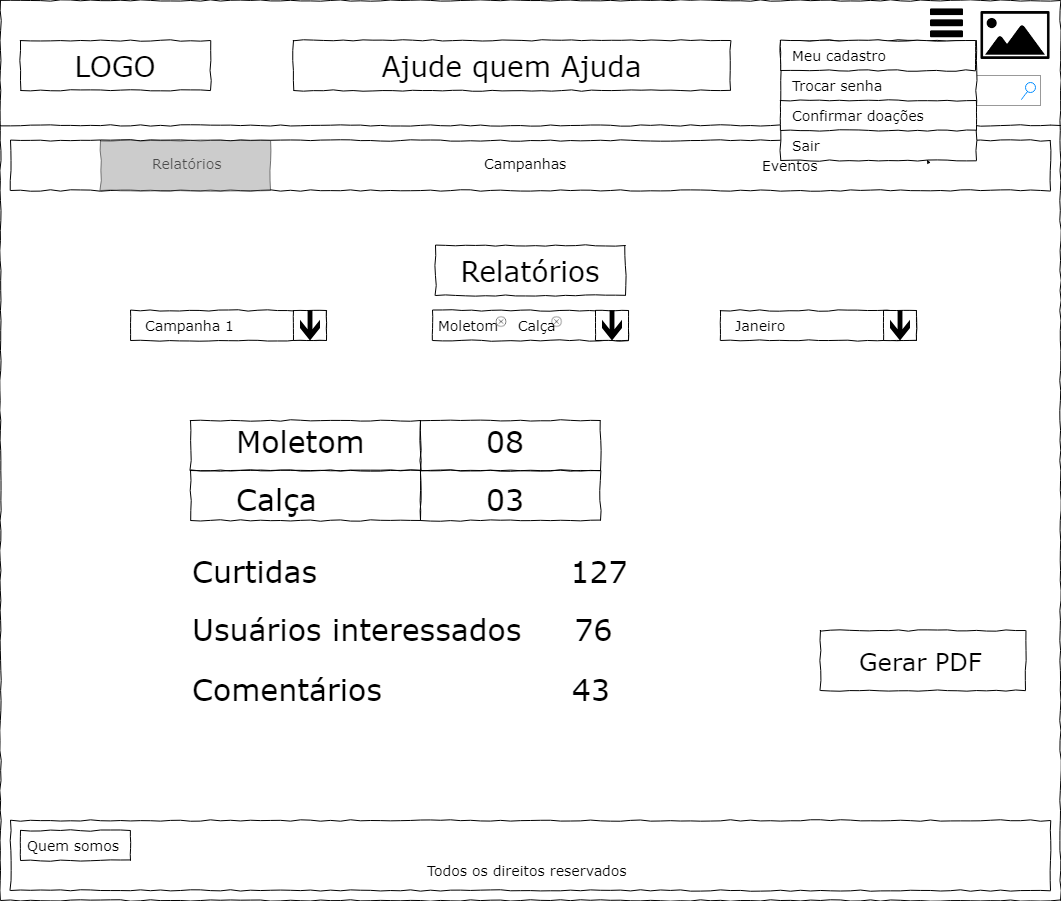 LOGO
Ajude quem Ajuda
Meu cadastro
Trocar senha
Confirmar doações
Sair
Relatórios
Campanhas
Eventos
Relatórios
Campanha 1
Moletom Calça
Janeiro
Moletom 08
Calça 03
Curtidas 127
Usuários interessados 76
Comentários 43
Gerar PDF
Quem somos
Todos os direitos reservados